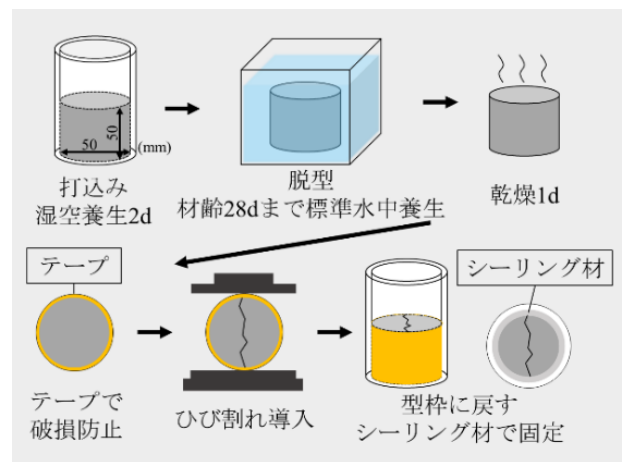 50
50
(mm)
打込み
湿空養生2d
脱型
材齢28dまで標準水中養生
乾燥1d
テープ
テープで
破損防止
ひび割れ導入
シーリング材
型枠に戻す
シーリング材で固定